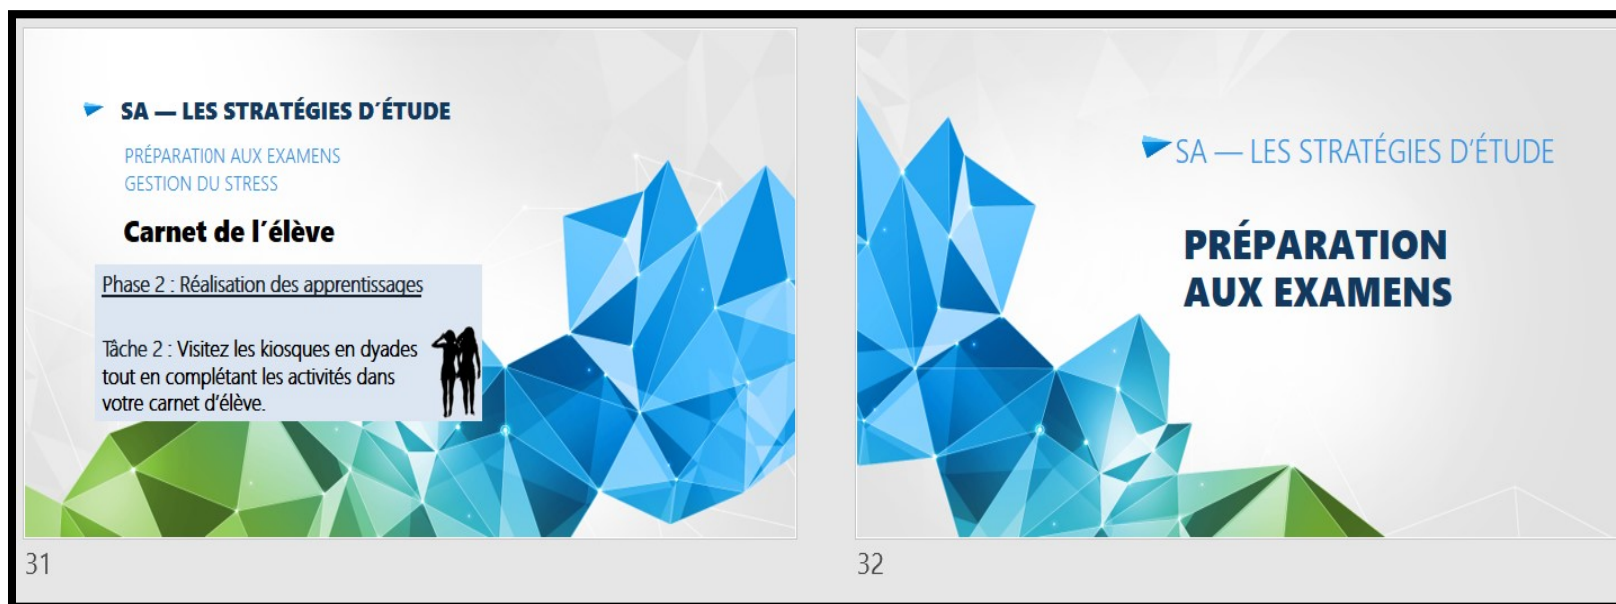 SA — LES STRATÉGIES D'ÉTUDE
PRÉPARATION AUX EXAMENS
GESTION DU STRESS
Carnet de l'élève
Phase 2 : Réalisation des apprentissages
Tâche 2 : Visitez les kiosques en dyades
tout en complétant les activités dans
votre carnet d'élève.
31
SA — LES STRATÉGIES D'ÉTUDE
PRÉPARATION
AUX EXAMENS
32